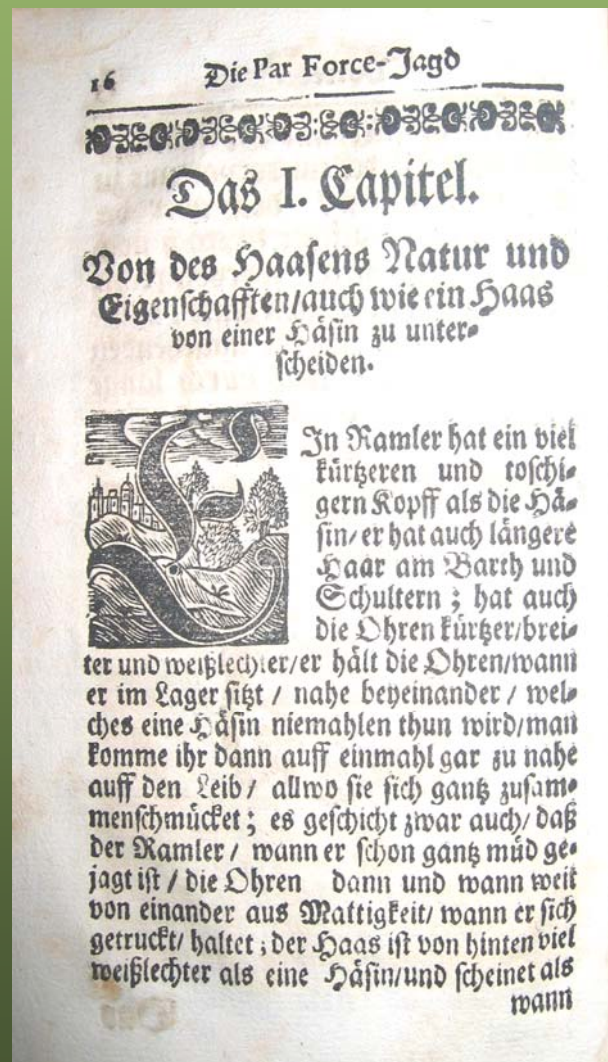 16 Die Par Force-Jagd
Das I. Capitel.
Von des Haasens Natur und
Eigenschafften/auch wie ein Haas
von einer Häsin zu unter-
scheiden.
EIn Ramler hat ein viel
kürtzeren und toschi-
gern Kopff als die Hä-
sin/er hat auch längere
Haar am Barth und
Schultern; hat auch
die Ohren kürtzer/brei-
ter und weißlechter/er hält die Ohren/wann
er im Lager sitzt / nahe beyeinander / wel-
ches eine Häsin niemahlen thun wird/man
komme ihr dann auff einmahl gar zu nahe
auff den Leib/ allwo sie sich gantz zusam-
menschmücket; es geschicht zwar auch/ daß
der Ramler / wann er schon gantz müd ge-
jagt ist / die Ohren dann und wann weit
von einander aus Mattigkeit/ wann er sich
getruckt/ haltet; der Haas ist von hinten viel
weißlechter als eine Häsin/und scheinet als
wann